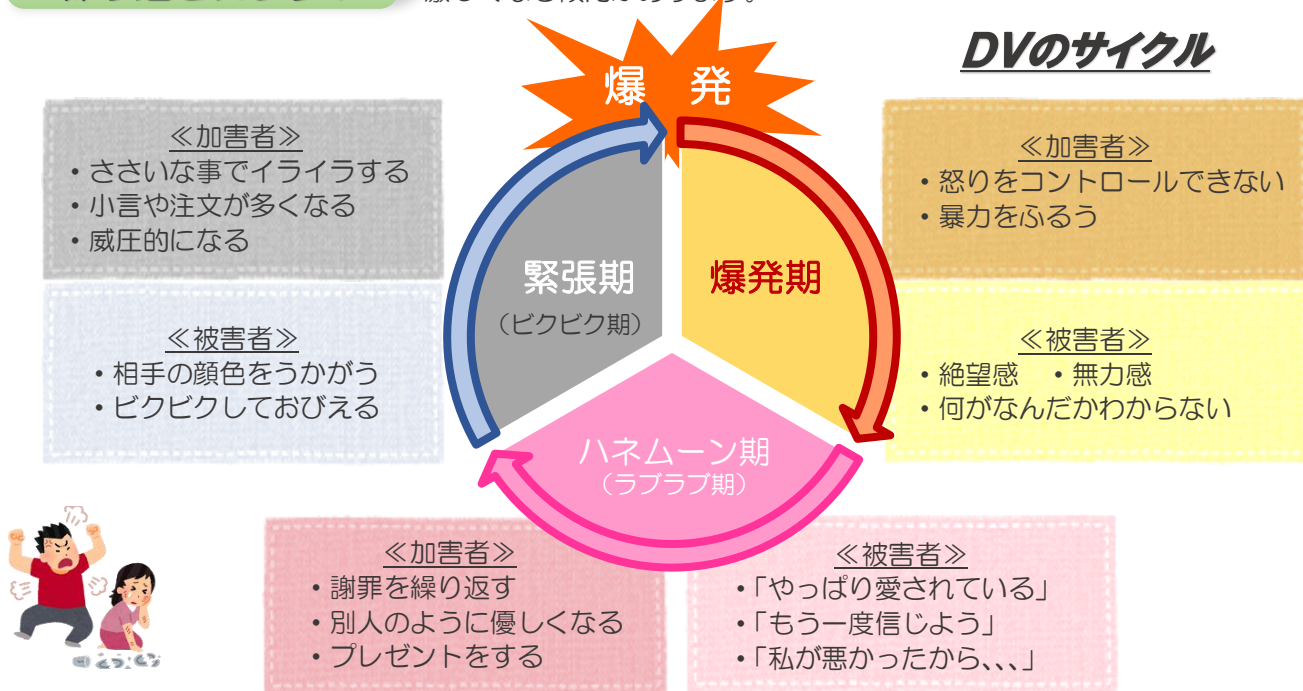 DVのサイクル
爆 発
≪加害者≫
・ささいな事でイライラする
・小言や注文が多くなる
・威圧的になる
≪被害者≫
・相手の顔色をうかがう
・ビクビクしておびえる
緊張期
（ビクビク期）
爆発期
≪加害者≫
・怒りをコントロールできない
・暴力をふるう
≪被害者≫
・絶望感 ・無力感
・何がなんだかわからない
ハネムーン期
（ラブラブ期）
≪加害者≫
・謝罪を繰り返す
・別人のように優しくなる
・プレゼントをする
≪被害者≫
・「やっぱり愛されている」
・「もう一度信じよう」
・「私が悪かったから、、、」